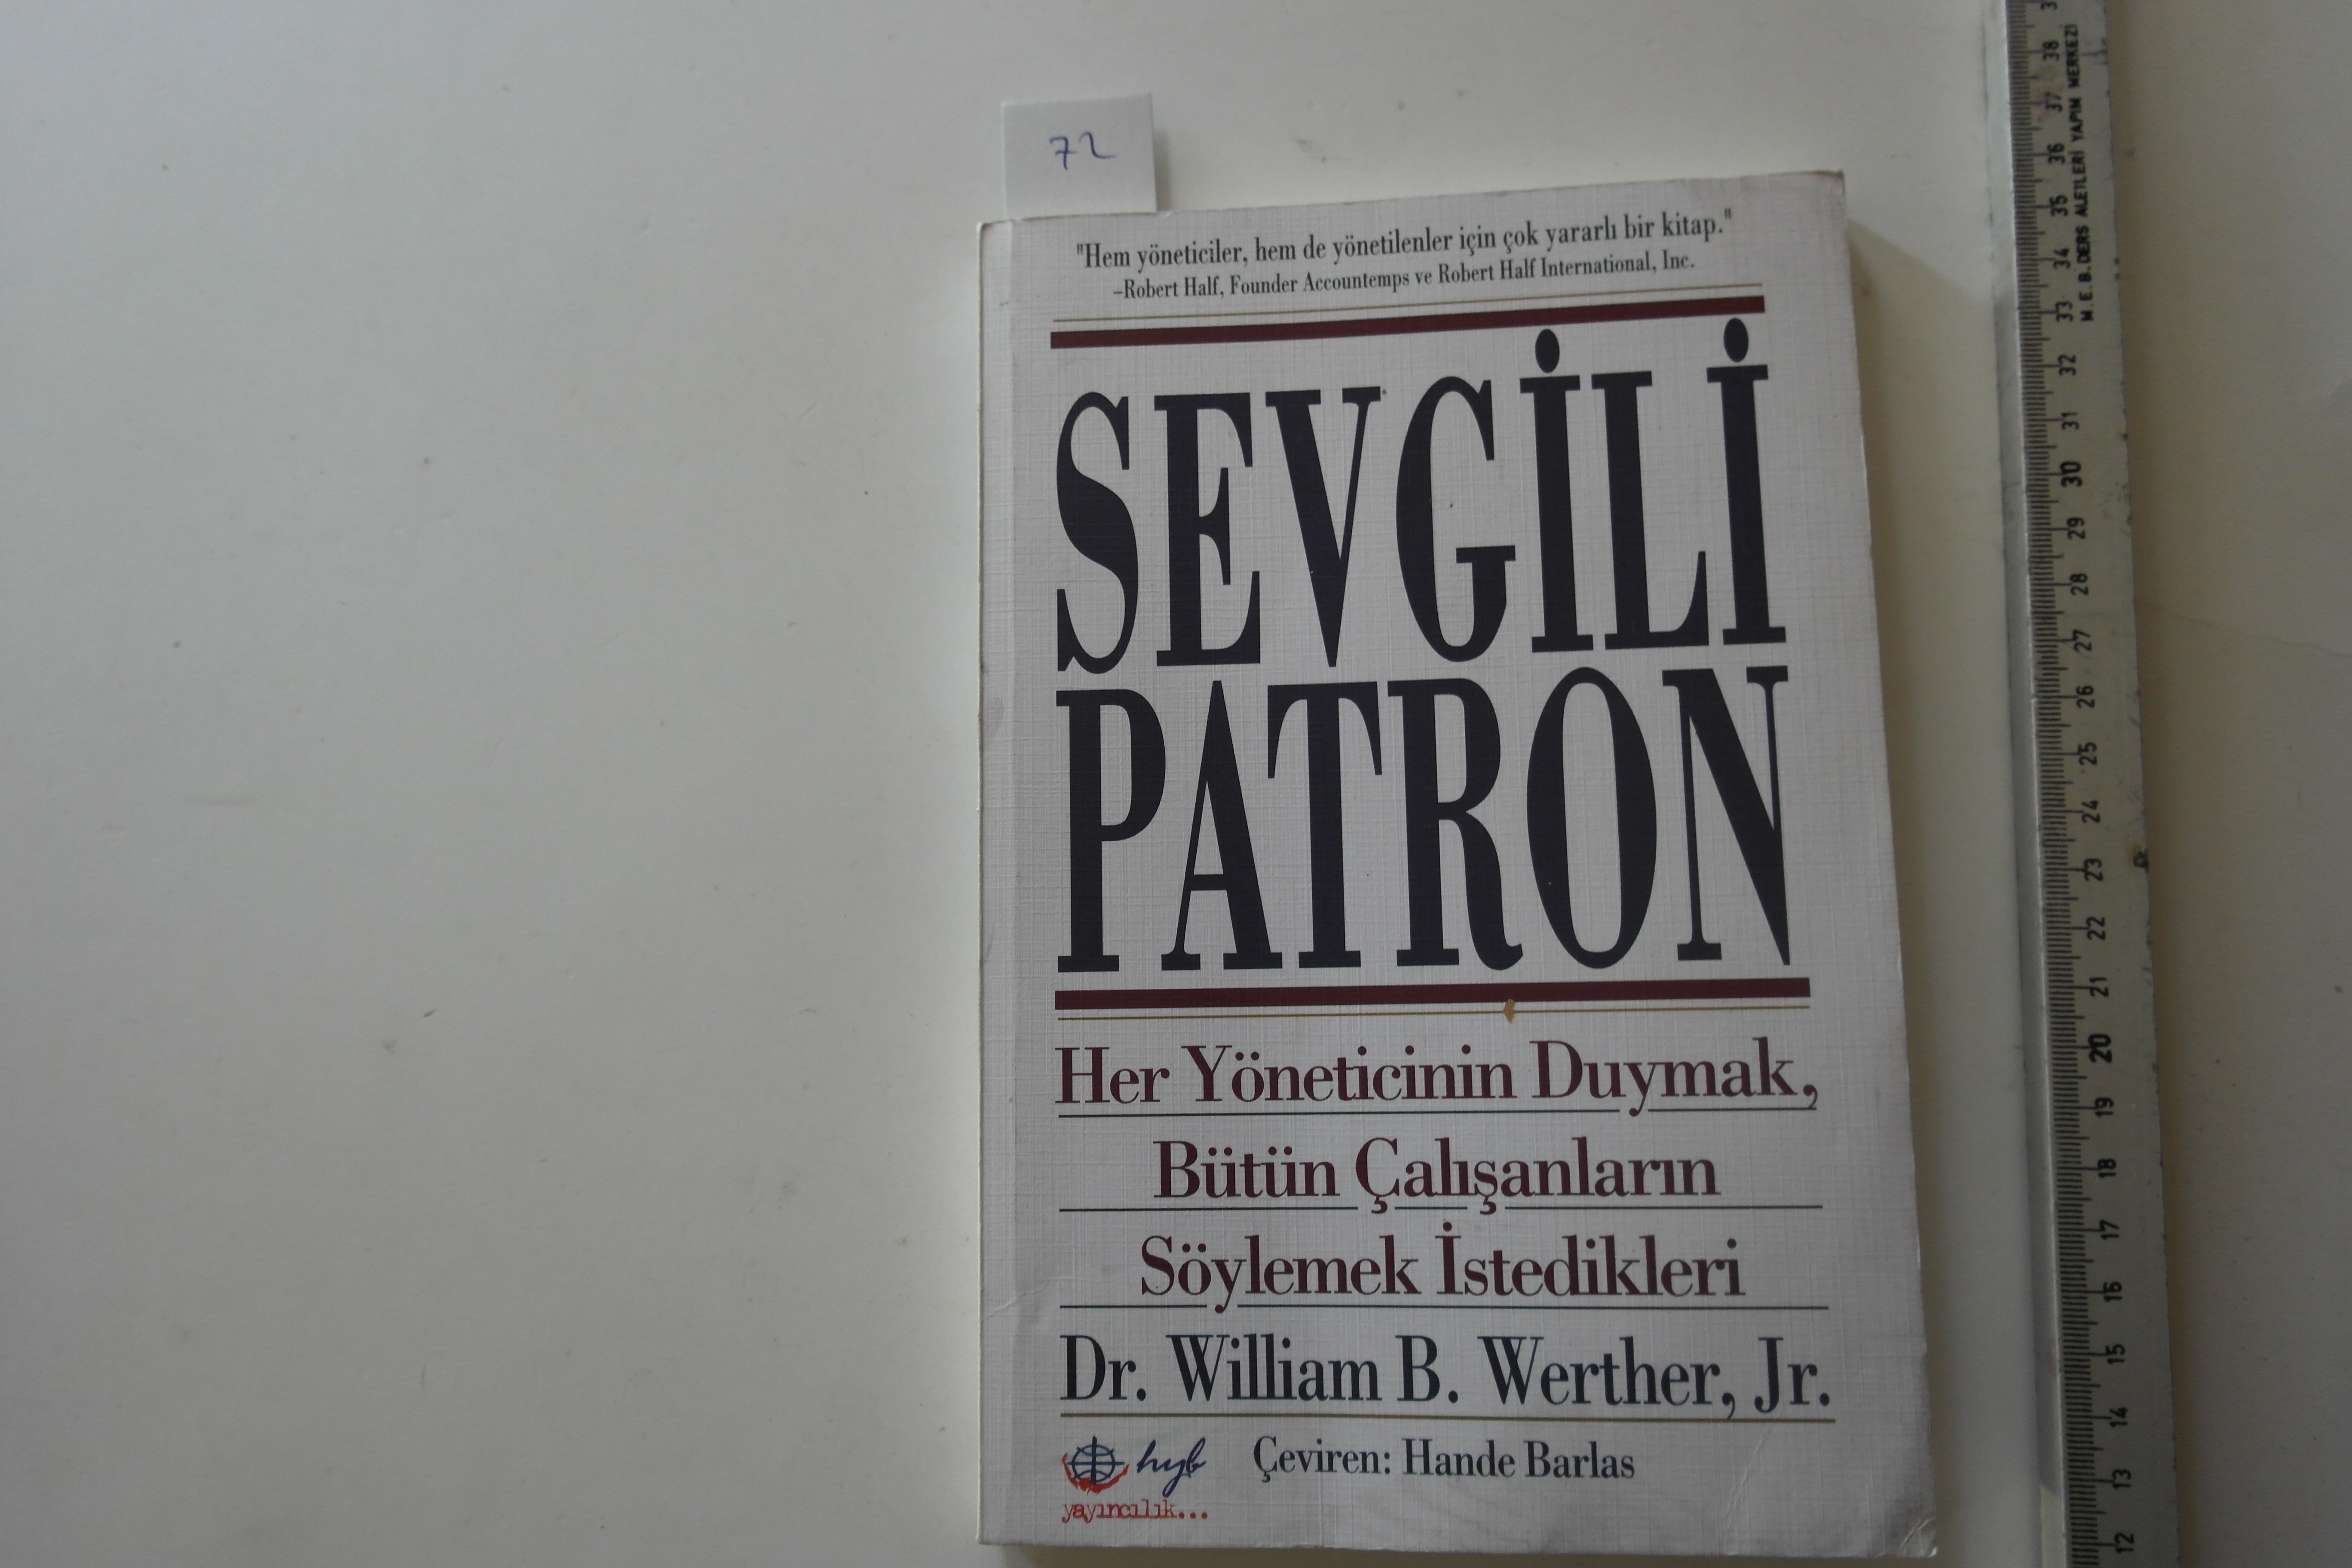 72
"Hem yöneticiler, hem de yönetilenler için çok yararlı bir kitap."
–Robert Half, Founder Accountemps ve Robert Half International, Inc.
SEVGİLİ
PATRON
Her Yöneticinin Duymak,
Bütün Çalışanların
Söylemek İstedikleri
Dr. William B. Werther, Jr.
hyb
yayıncılık...
Çeviren: Hande Barlas
M.E.B.DERS ALETLERİ YAPIM MERKEZİ
38
37
36
35
34
33
32
31
30
29
28
27
26
25
24
23
22
21
20
19
18
17
16
15
14
13
12